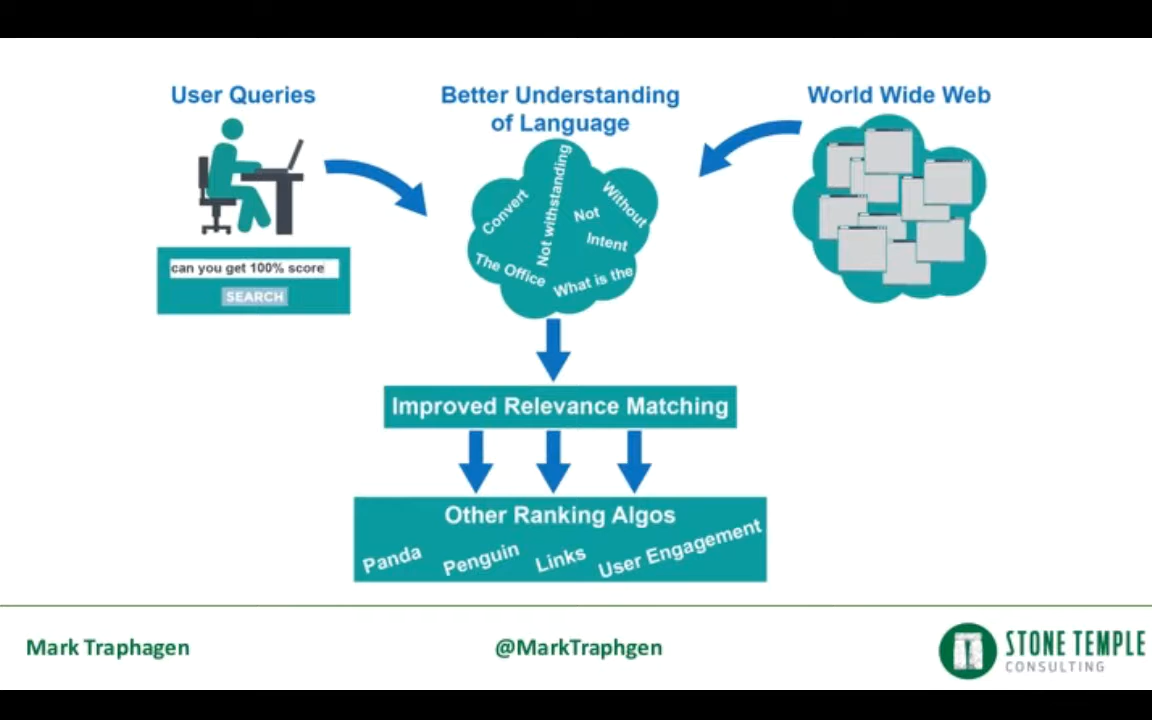 User Queries
Better Understanding
of Language
World Wide Web
can you get 100% score
SEARCH
Convert
Not withstanding
Without
Not
Intent
The Office
What is the
Improved Relevance Matching
Other Ranking Algos
Panda
Penguin
Links
User Engagement
Mark Traphagen
@MarkTraphgen
STONE TEMPLE
CONSULTING